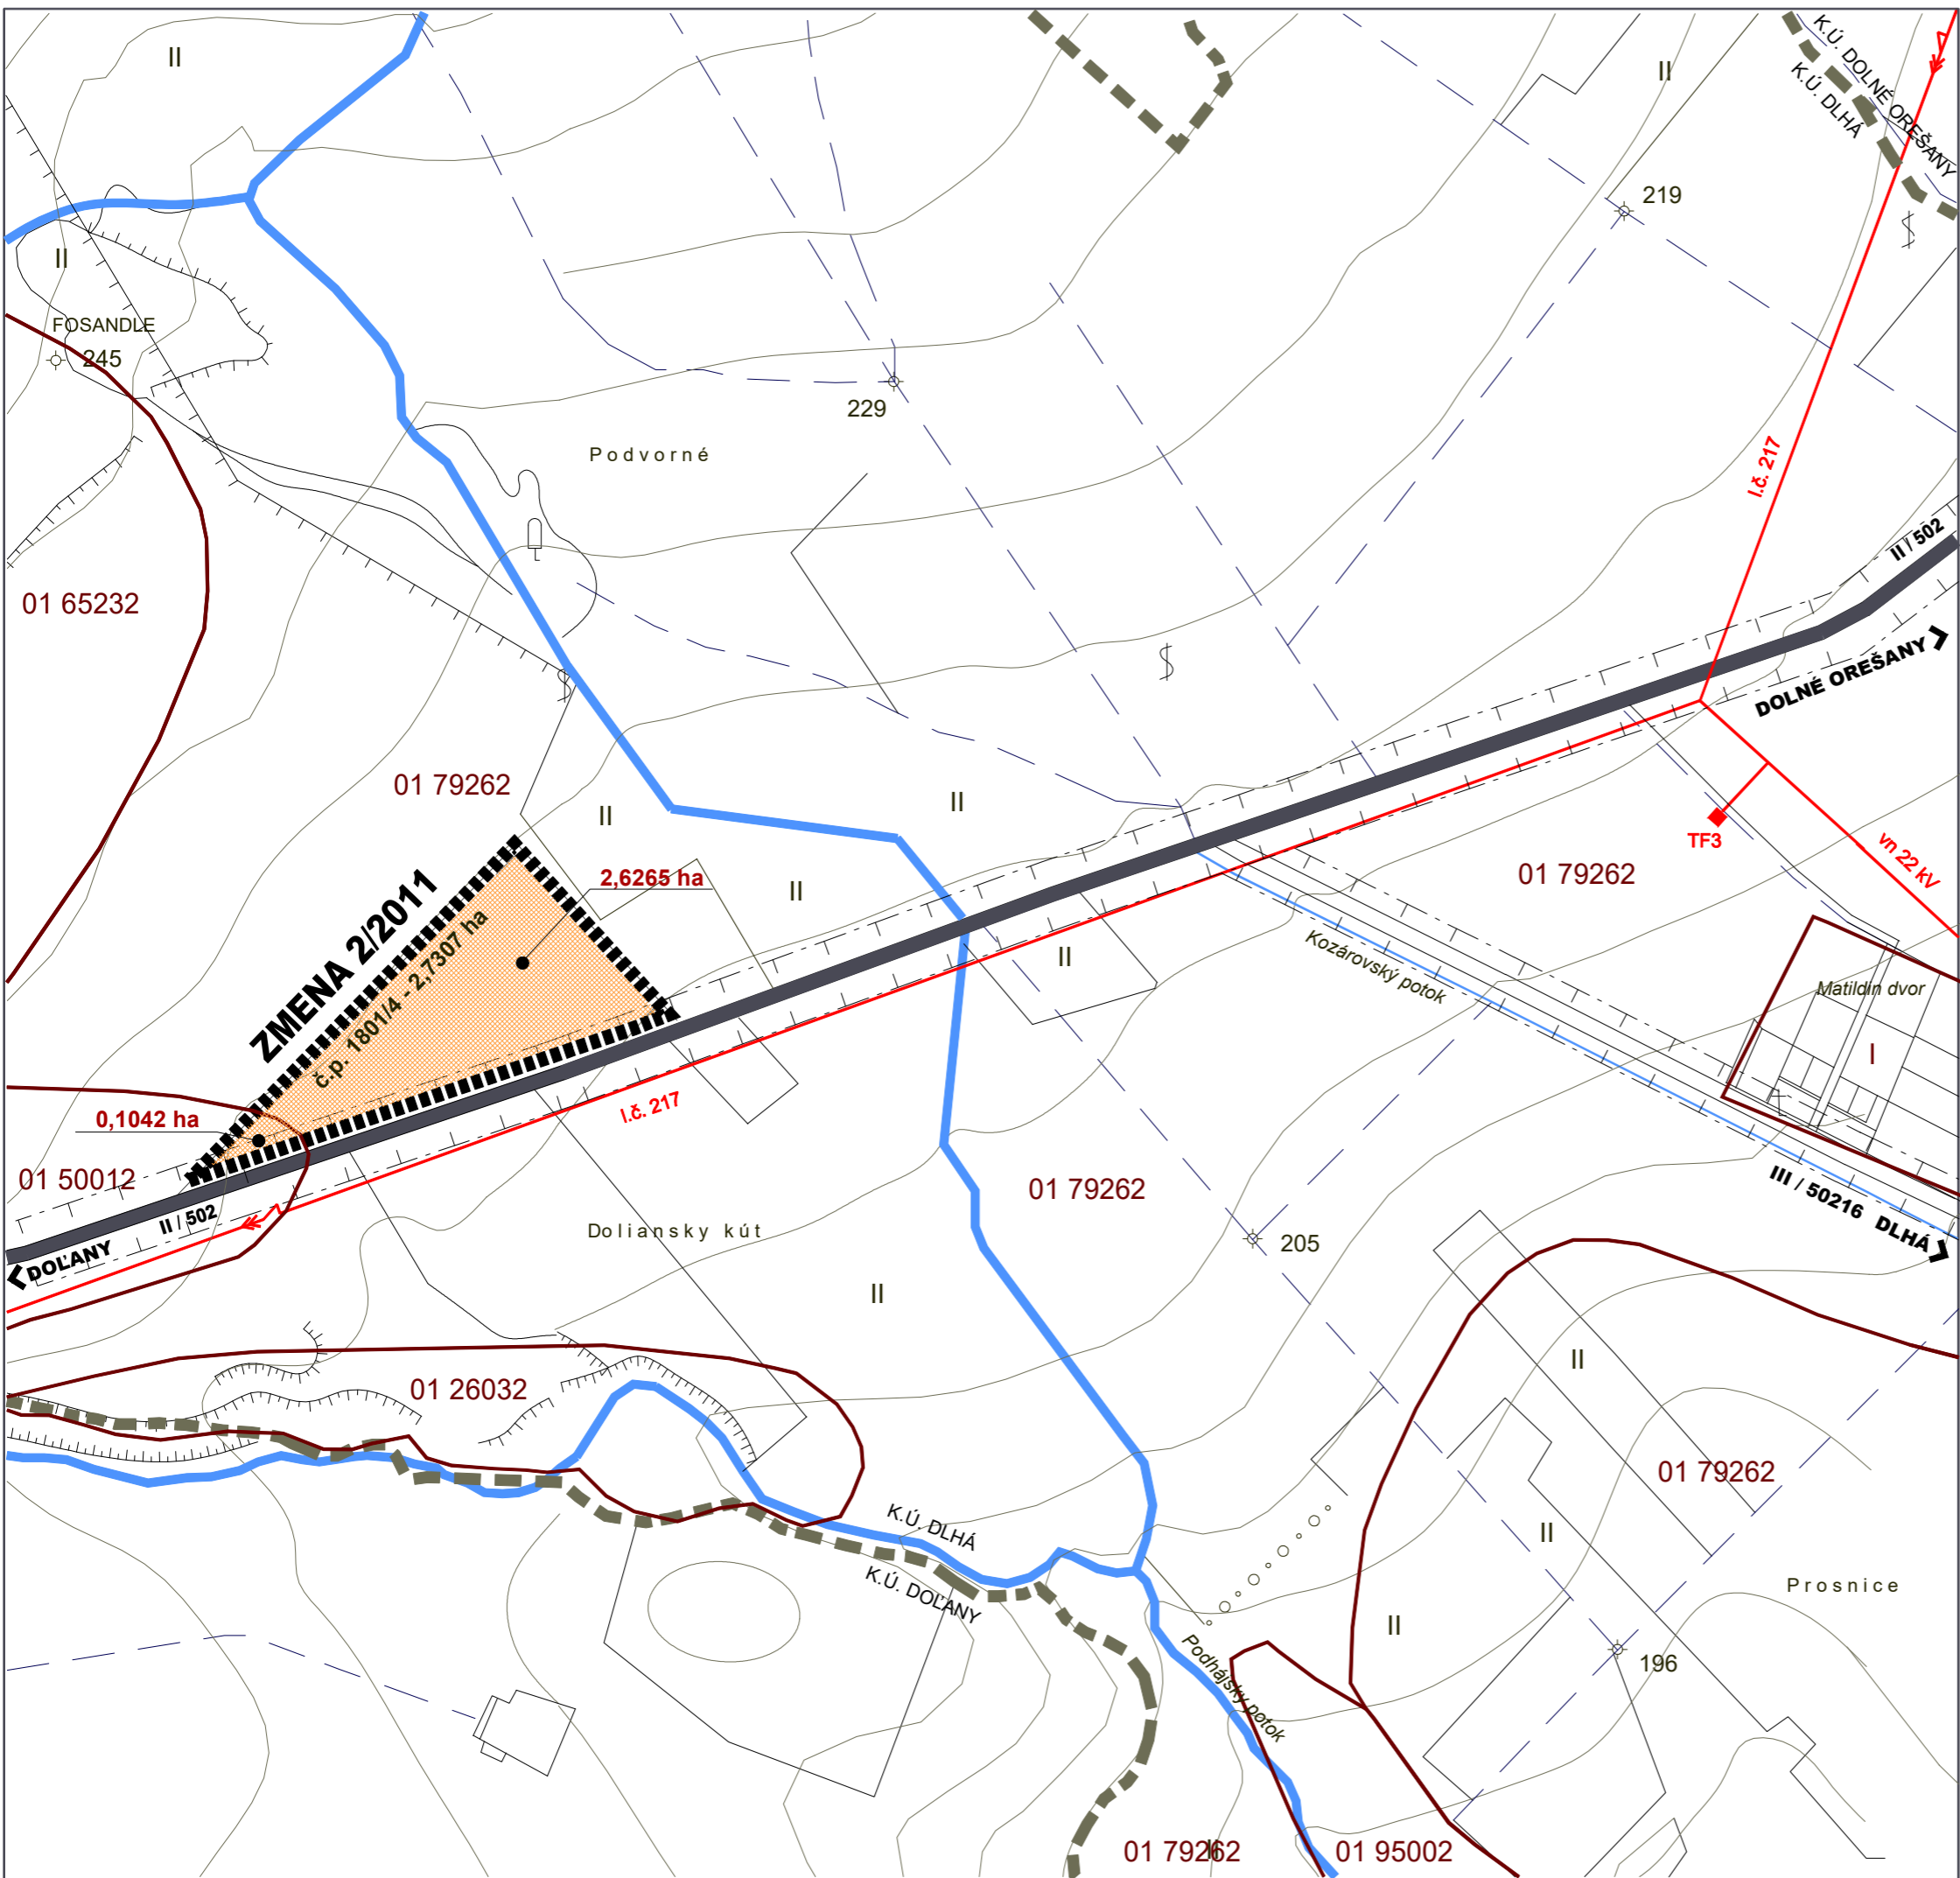 II
II
K.Ú. DOLNÉ OREŠANY
K.Ú. DLHÁ
219
II
FOSANDLE
245
229
Podvorné
l.č. 217
II / 502
01 65232
DOLNÉ OREŠANY
01 79262
II
II
TF3
vn 22 kV
01 79262
2,6265 ha
II
ZMENA 2/2011
č.p. 1801/4 - 2,7307 ha
II
Kozárovský potok
Matildin dvor
I
l.č. 217
0,1042 ha
01 50012
II / 502
DOĽANY
01 79262
III / 50216 DLHÁ
Doliansky kút
205
II
II
01 26032
01 79262
K.Ú. DLHÁ
K.Ú. DOĽANY
II
Prosnice
II
Podhájsky potok
196
01 79262
II
01 95002